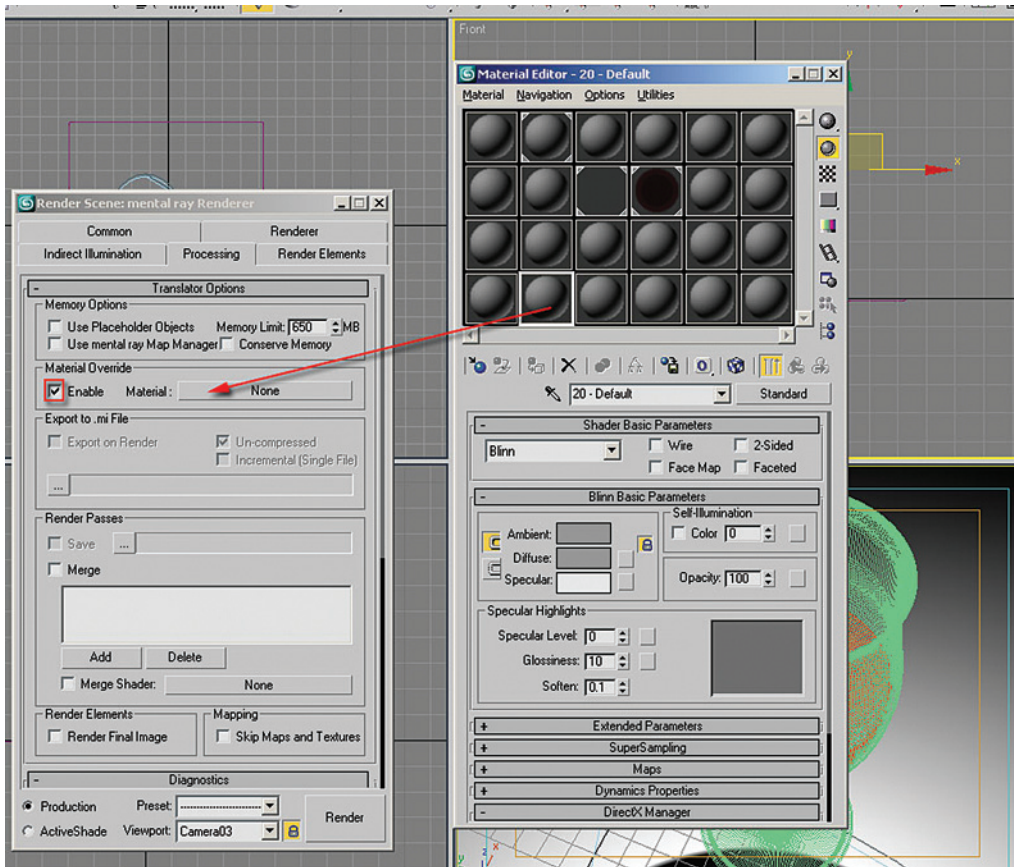 Front
y
x
Material Editor - 20 - Default
Material Navigation Options Utilities
Render Scene: mental ray Renderer
Common Renderer
Indirect Illumination Processing Render Elements
- Translator Options
Memory Options
Use Placeholder Objects Memory Limit: 650 MB
Use mental ray Map Manager Conserve Memory
Material Override
Enable Material : None
Export to .mi File
Export on Render Un-compressed
Incremental (Single File)
...
Render Passes
Save ...
Merge
Add Delete
Merge Shader: None
Render Elements Mapping
Render Final Image Skip Maps and Textures
- Diagnostics
Production Preset: -------------------------
ActiveShade Viewport: Camera03 Render
20 - Default Standard
- Shader Basic Parameters
Blinn Wire 2-Sided
Face Map Faceted
- Blinn Basic Parameters
Self-Illumination
Ambient: Color 0
Diffuse:
Specular: Opacity: 100
Specular Highlights
Specular Level: 0
Glossiness: 10
Soften: 0.1
+ Extended Parameters
+ SuperSampling
+ Maps
+ Dynamics Properties
- DirectX Manager
y z x